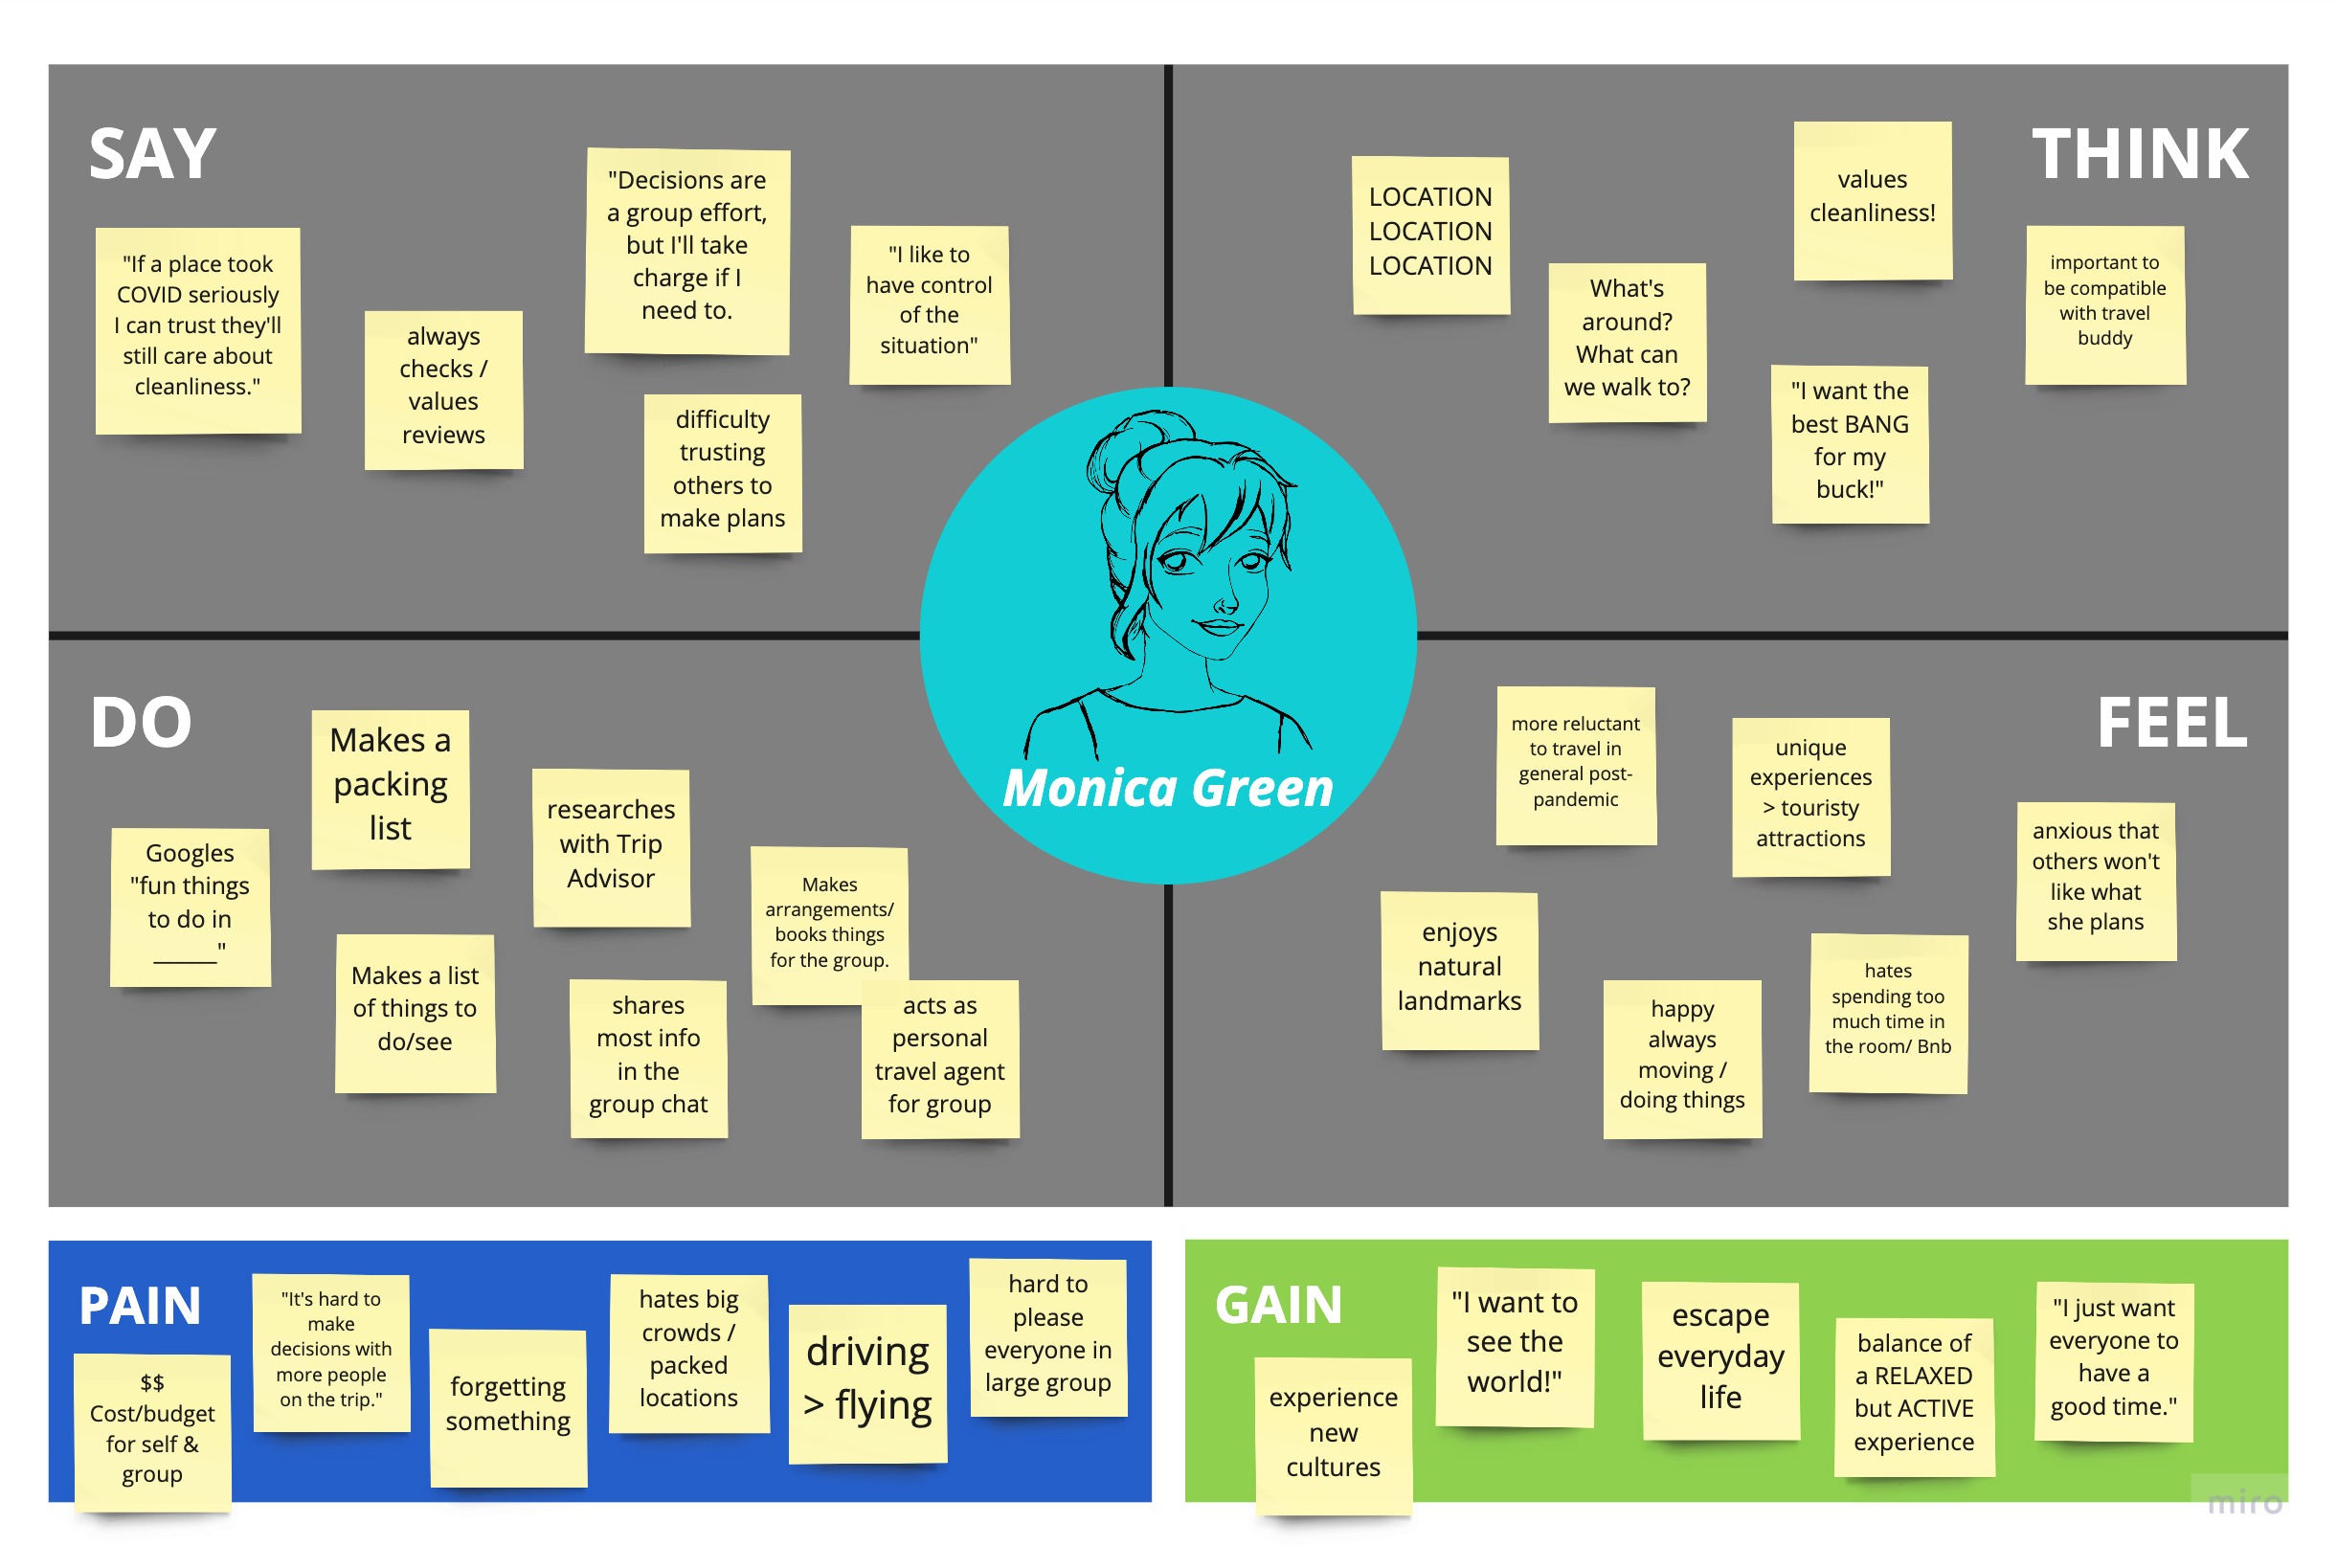 SAY
"If a place took
COVID seriously
I can trust they'll
still care about
cleanliness."
always
checks /
values
reviews
"Decisions are
a group effort,
but I'll take
charge if I
need to.
difficulty
trusting
others to
make plans
"I like to
have control
of the
situation"
THINK
LOCATION
LOCATION
LOCATION
What's
around?
What can
we walk to?
values
cleanliness!
"I want the
best BANG
for my
buck!"
important to
be compatible
with travel
buddy
Monica Green
DO
Googles
"fun things
to do in
______"
Makes a
packing
list
Makes a list
of things to
do/see
researches
with Trip
Advisor
shares
most info
in the
group chat
Makes
arrangements/
books things
for the group.
acts as
personal
travel agent
for group
FEEL
more reluctant
to travel in
general post-
pandemic
unique
experiences
> touristy
attractions
anxious that
others won't
like what
she plans
enjoys
natural
landmarks
happy
always
moving /
doing things
hates
spending too
much time in
the room/ Bnb
PAIN
$$
Cost/budget
for self &
group
"It's hard to
make
decisions with
more people
on the trip."
forgetting
something
hates big
crowds /
packed
locations
driving
> flying
hard to
please
everyone in
large group
GAIN
experience
new
cultures
"I want to
see the
world!"
escape
everyday
life
balance of
a RELAXED
but ACTIVE
experience
"I just want
everyone to
have a
good time."
miro